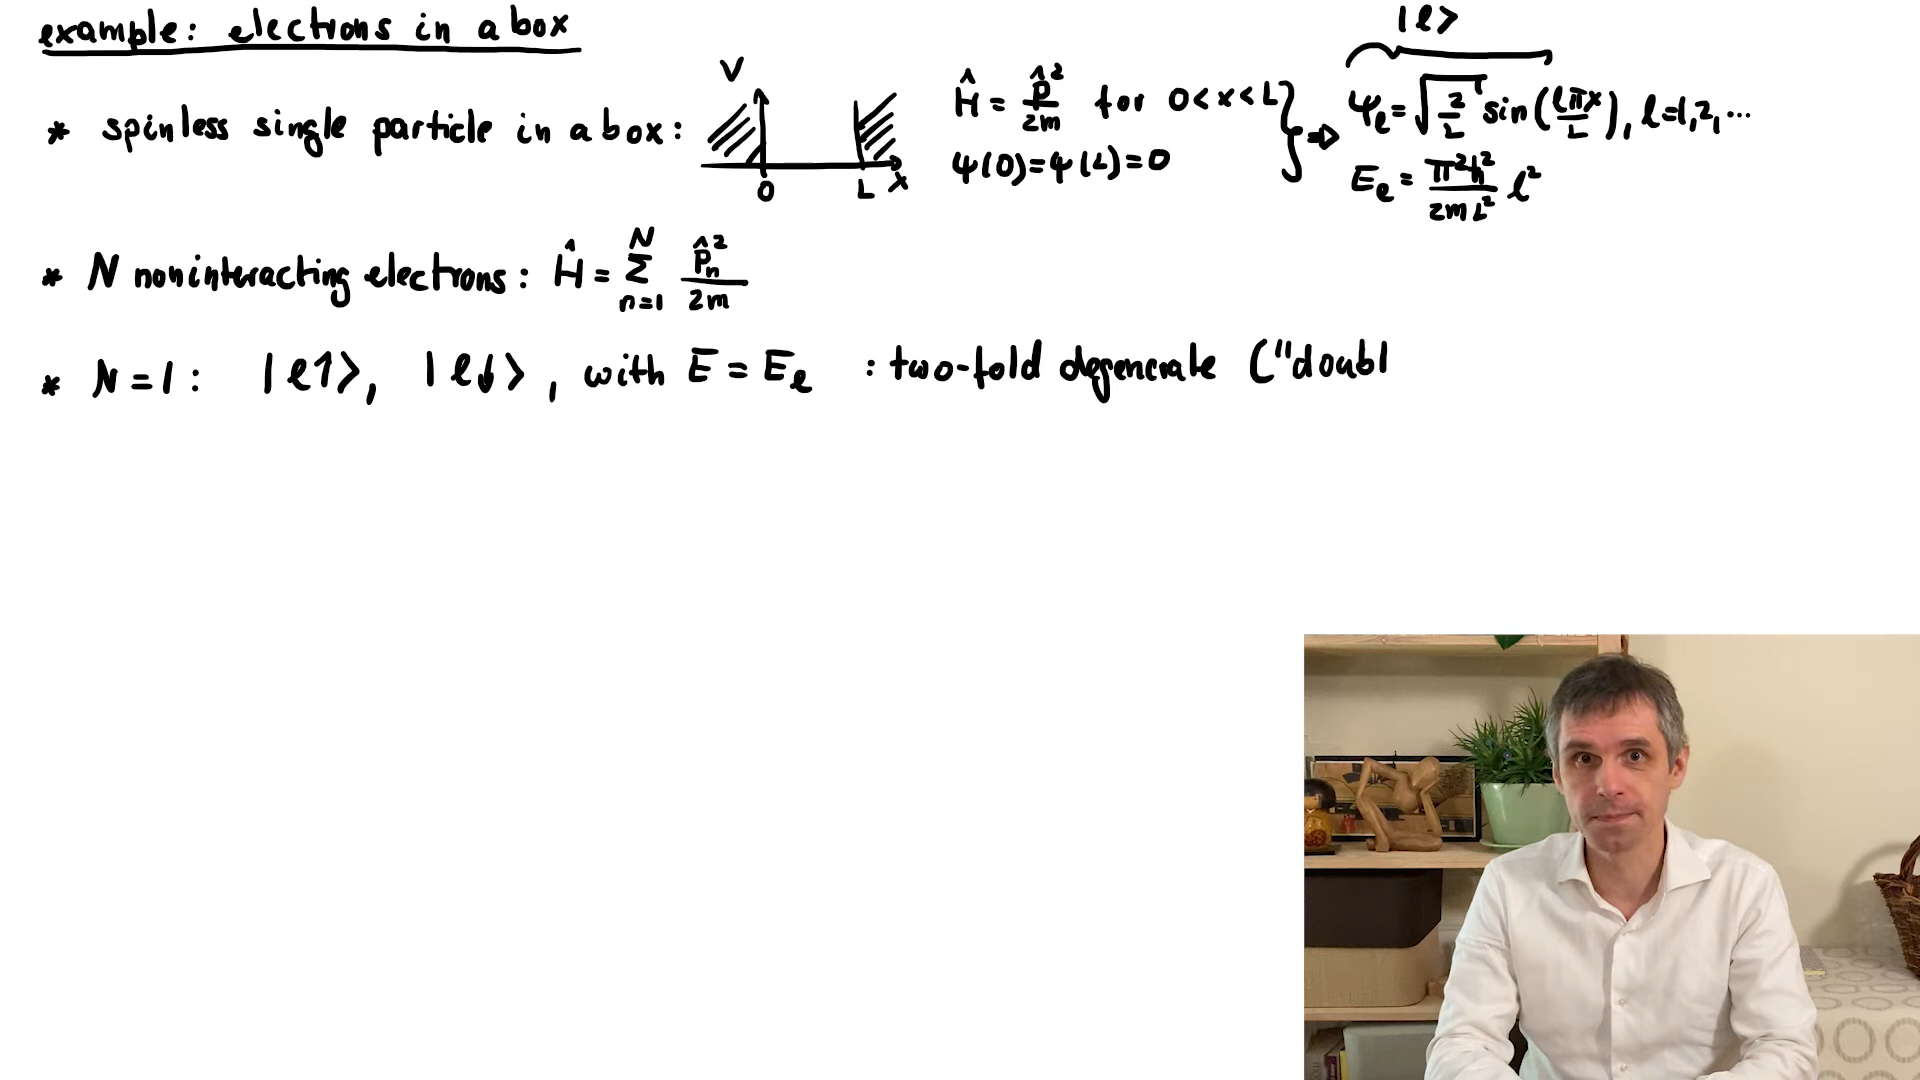 example: electrons in a box
* spinless single particle in a box: V 0 L x Ĥ = p̂²/2m for 0<x<L ψ(0)=ψ(L)=0 } ⇒ |ℓ⟩ ψ_ℓ = √(2/L) sin(ℓπx/L), ℓ=1,2,... E_ℓ = π²ħ²/2mL² ℓ²
* N noninteracting electrons: Ĥ = Σ_{n=1}^{N} p̂_n²/2m
* N=1: |ℓ↑⟩, |ℓ↓⟩, with E = E_ℓ : two-fold degenerate ("doubl